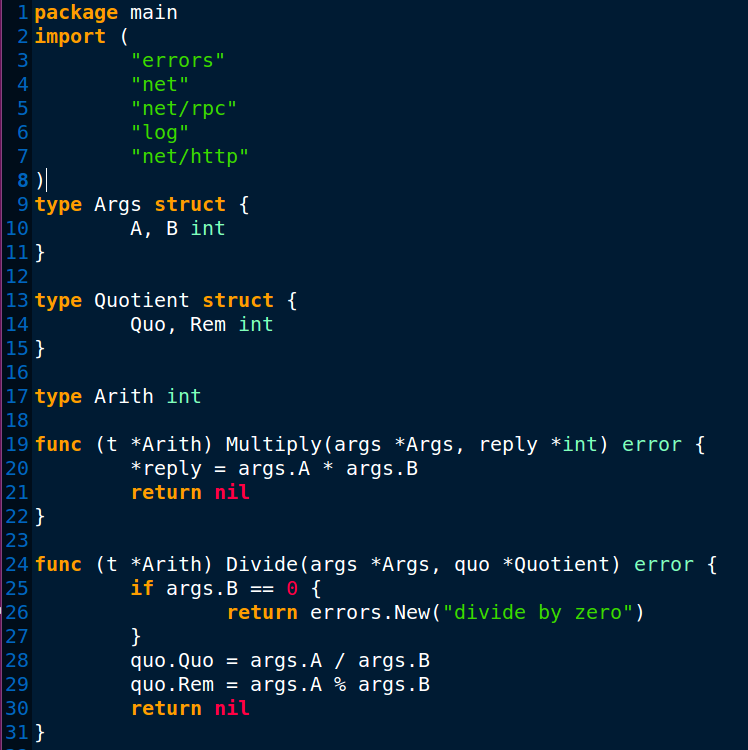 1 package main
2 import (
3         "errors"
4         "net"
5         "net/rpc"
6         "log"
7         "net/http"
8 )
9 type Args struct {
10         A, B int
11 }
12
13 type Quotient struct {
14         Quo, Rem int
15 }
16
17 type Arith int
18
19 func (t *Arith) Multiply(args *Args, reply *int) error {
20         *reply = args.A * args.B
21         return nil
22 }
23
24 func (t *Arith) Divide(args *Args, quo *Quotient) error {
25         if args.B == 0 {
26                 return errors.New("divide by zero")
27         }
28         quo.Quo = args.A / args.B
29         quo.Rem = args.A % args.B
30         return nil
31 }